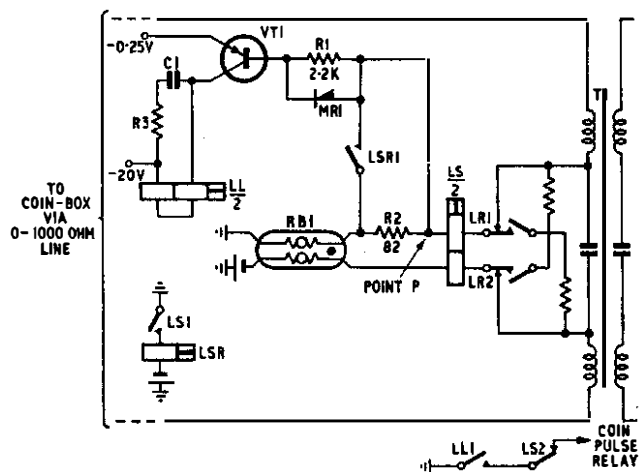 -0.25V
VT1
R1
2.2K
MR1
C1
R3
-20V
LL
2
LSR1
TO
COIN-BOX
VIA
0-1000 OHM
LINE
RB1
R2
82
POINT P
LS
2
LR1
LR2
T1
LS1
LSR
LL1
LS2
COIN
PULSE
RELAY